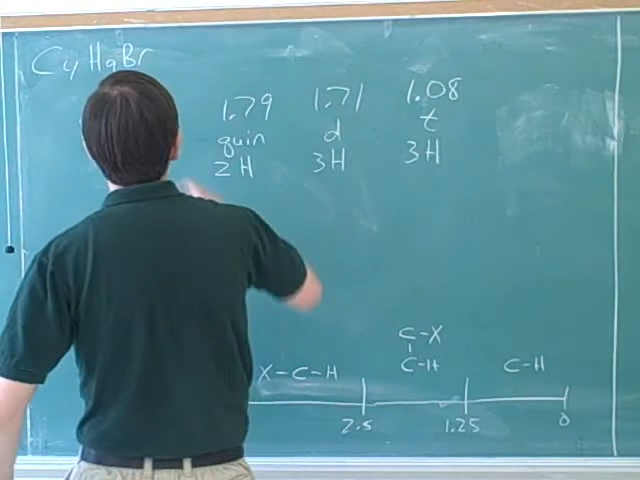 C4H9Br
1.79 1.71 1.08
quin d t
2H 3H 3H
C-X
X-C-H C-H C-H
2.5 1.25 0